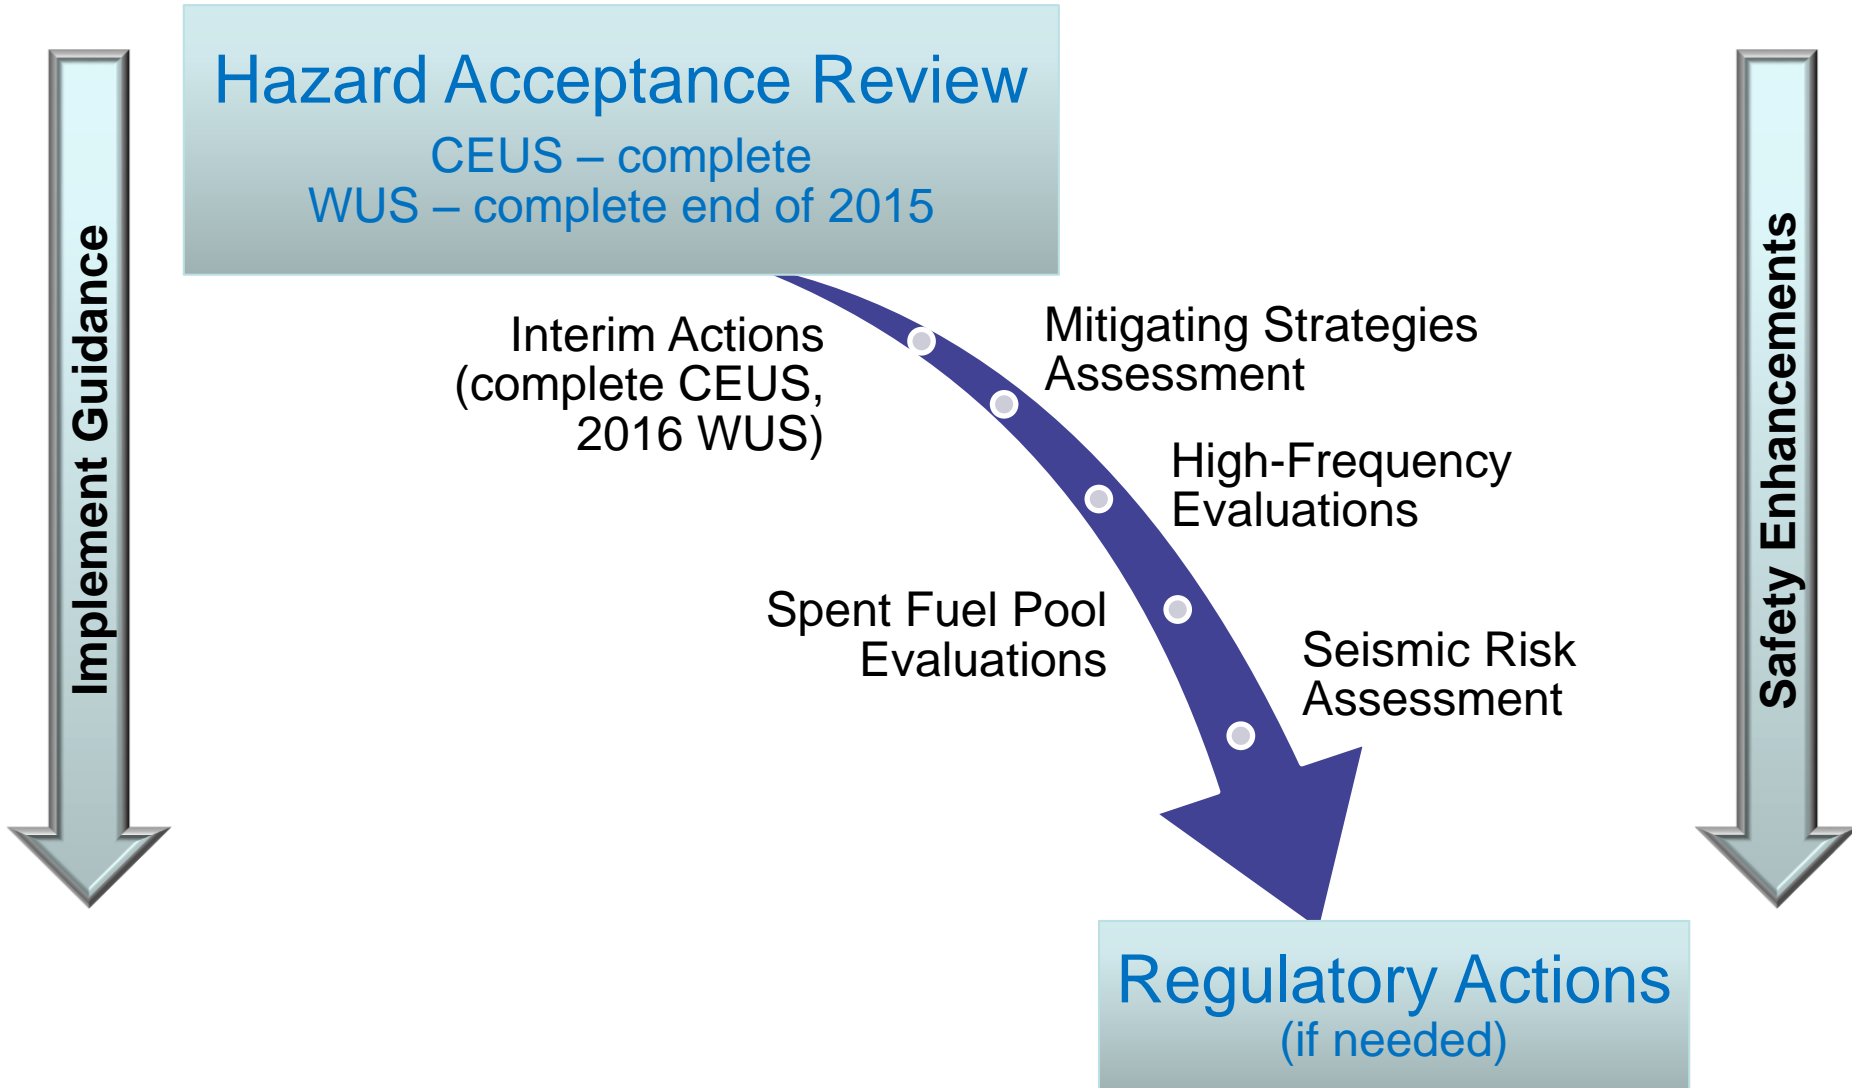 Hazard Acceptance Review
CEUS – complete
WUS – complete end of 2015
Implement Guidance
Safety Enhancements
Interim Actions
(complete CEUS,
2016 WUS)
Mitigating Strategies
Assessment
High-Frequency
Evaluations
Spent Fuel Pool
Evaluations
Seismic Risk
Assessment
Regulatory Actions
(if needed)